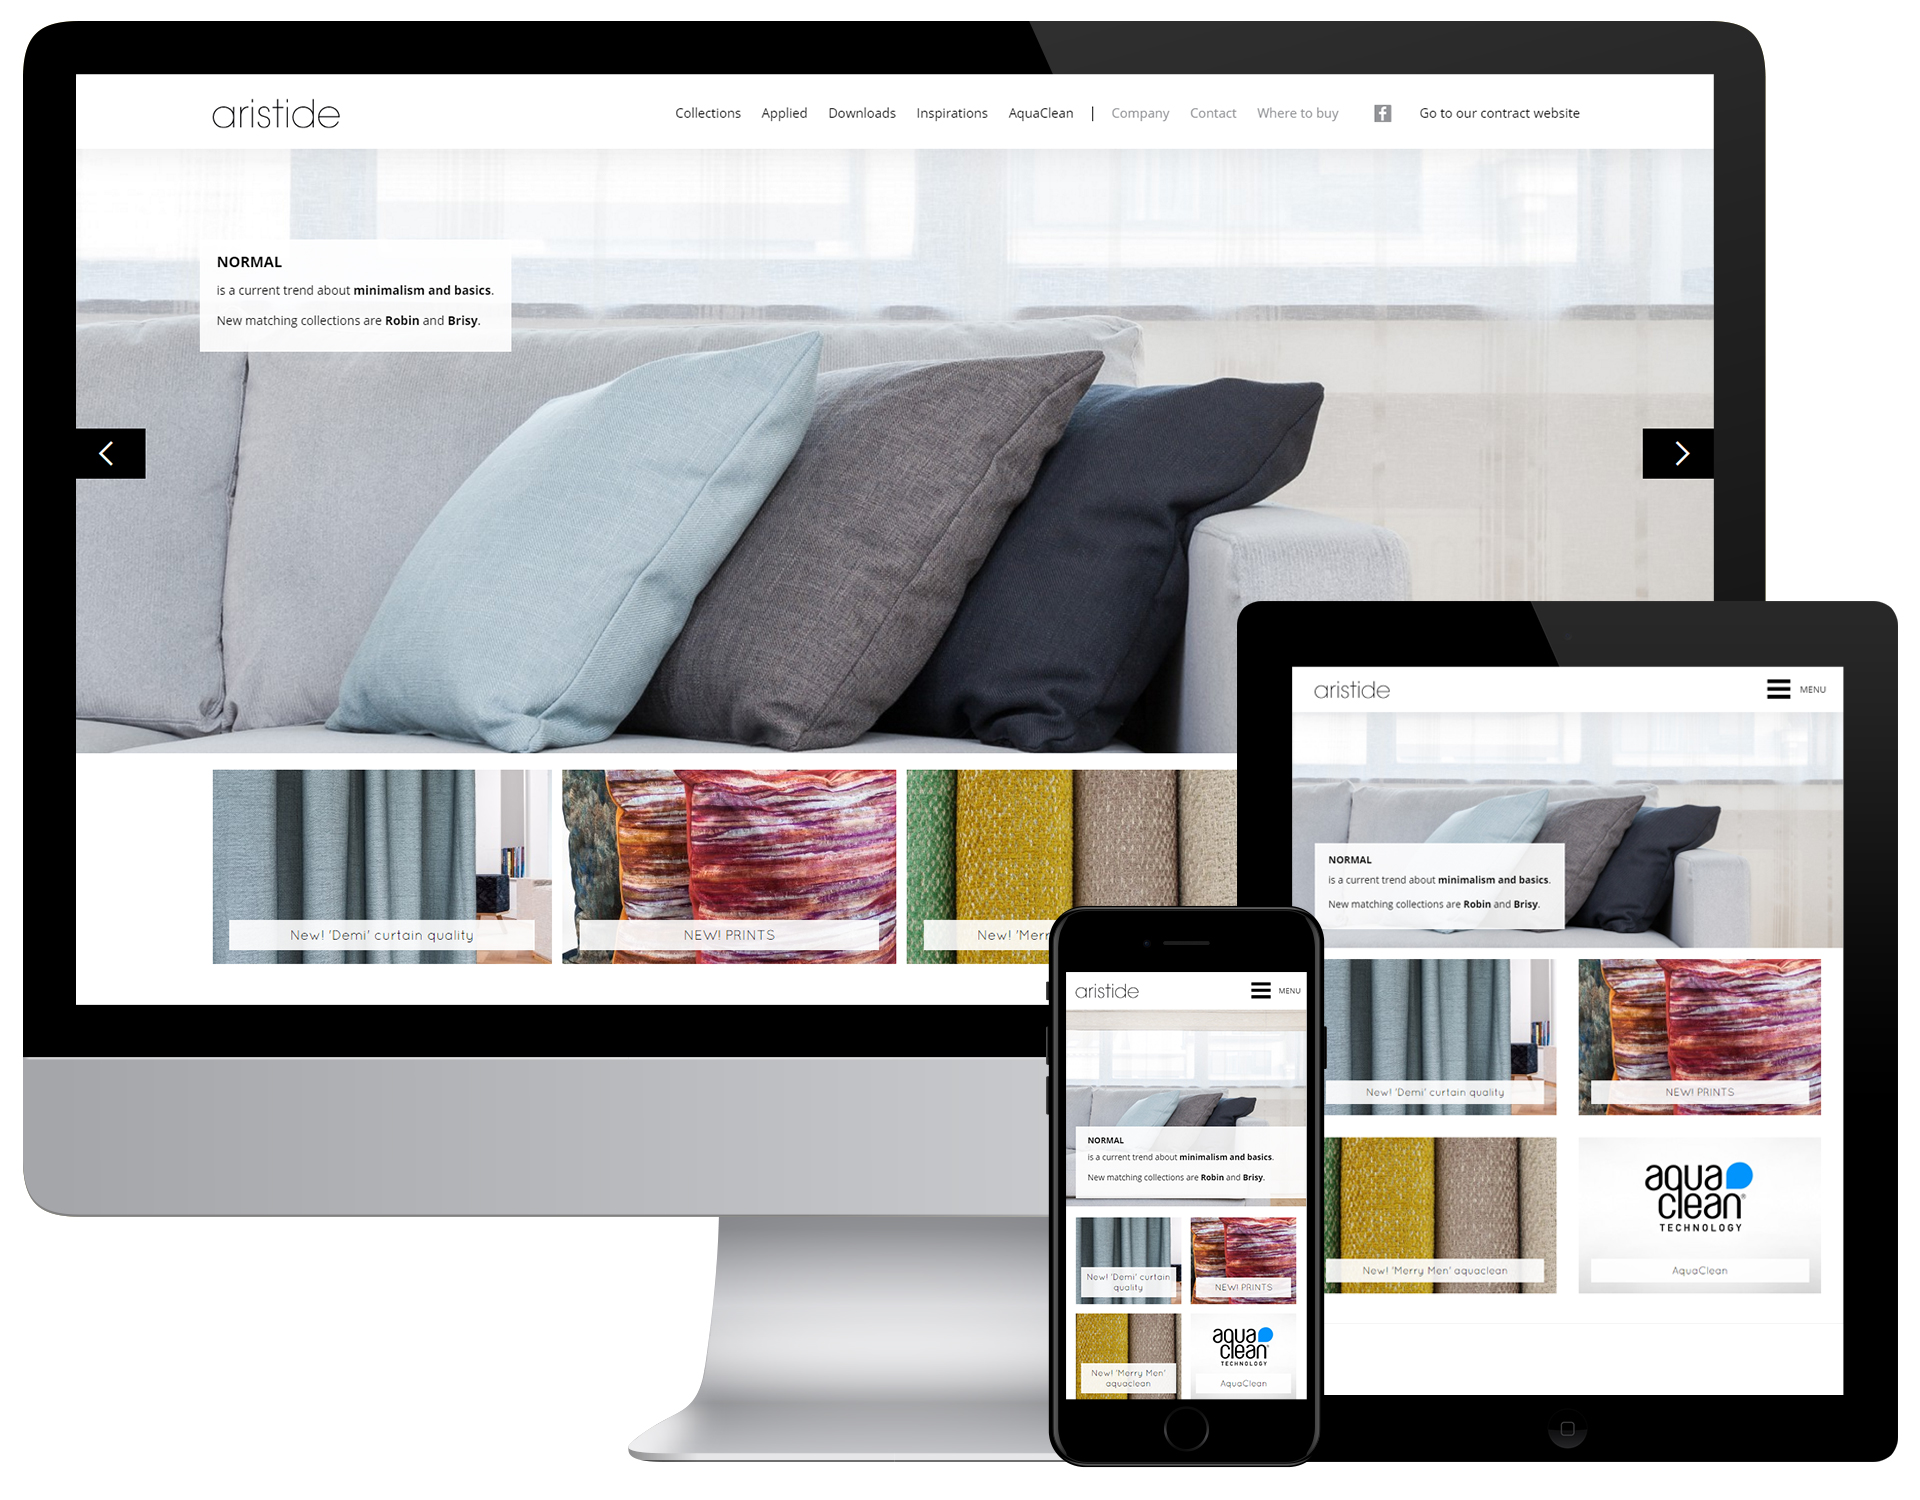 aristide
Collections Applied Downloads Inspirations AquaClean | Company Contact Where to buy f Go to our contract website
NORMAL
is a current trend about minimalism and basics.
New matching collections are Robin and Brisy.
New! 'Demi' curtain quality
NEW! PRINTS
New! 'Merr
aristide
MENU
NORMAL
is a current trend about minimalism and basics.
New matching collections are Robin and Brisy.
New! 'Demi' curtain quality
NEW! PRINTS
New! 'Merry Men' aquaclean
aqua
clean®
TECHNOLOGY
AquaClean
aristide
MENU
NORMAL
is a current trend about minimalism and basics.
New matching collections are Robin and Brisy.
New! 'Demi' curtain
quality
NEW! PRINTS
New! 'Merry Men'
aquaclean
aqua
clean
TECHNOLOGY
AquaClean